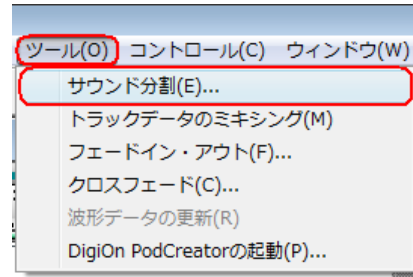 ツール(O) コントロール(C) ウィンドウ(W)
サウンド分割(E)...
トラックデータのミキシング(M)
フェードイン・アウト(F)...
クロスフェード(C)...
波形データの更新(R)
DigiOn PodCreatorの起動(P)...